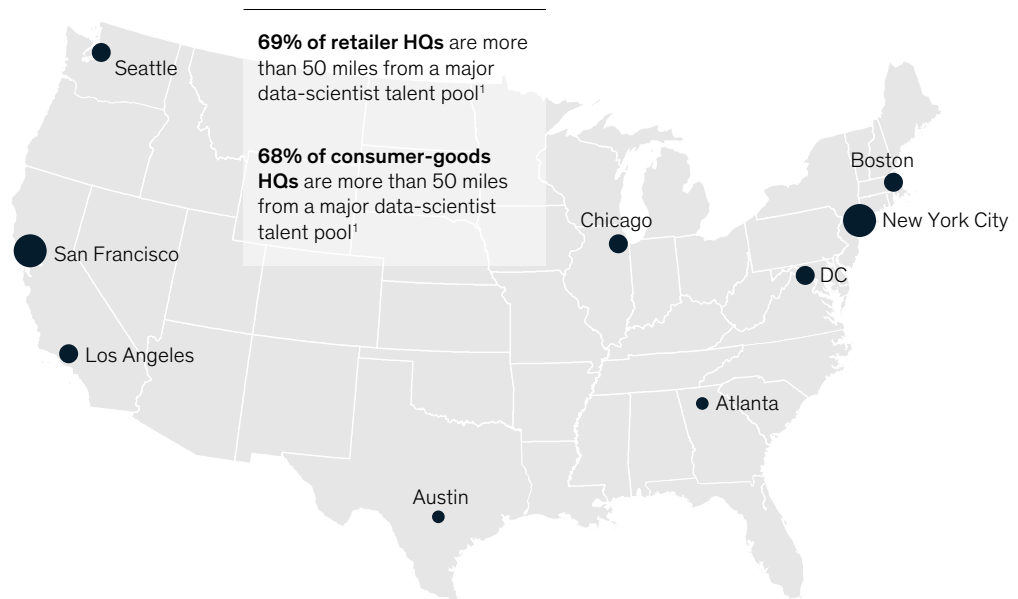 69% of retailer HQs are more
than 50 miles from a major
data-scientist talent pool¹
68% of consumer-goods
HQs are more than 50 miles
from a major data-scientist
talent pool¹
Seattle
Boston
Chicago
New York City
San Francisco
DC
Los Angeles
Atlanta
Austin